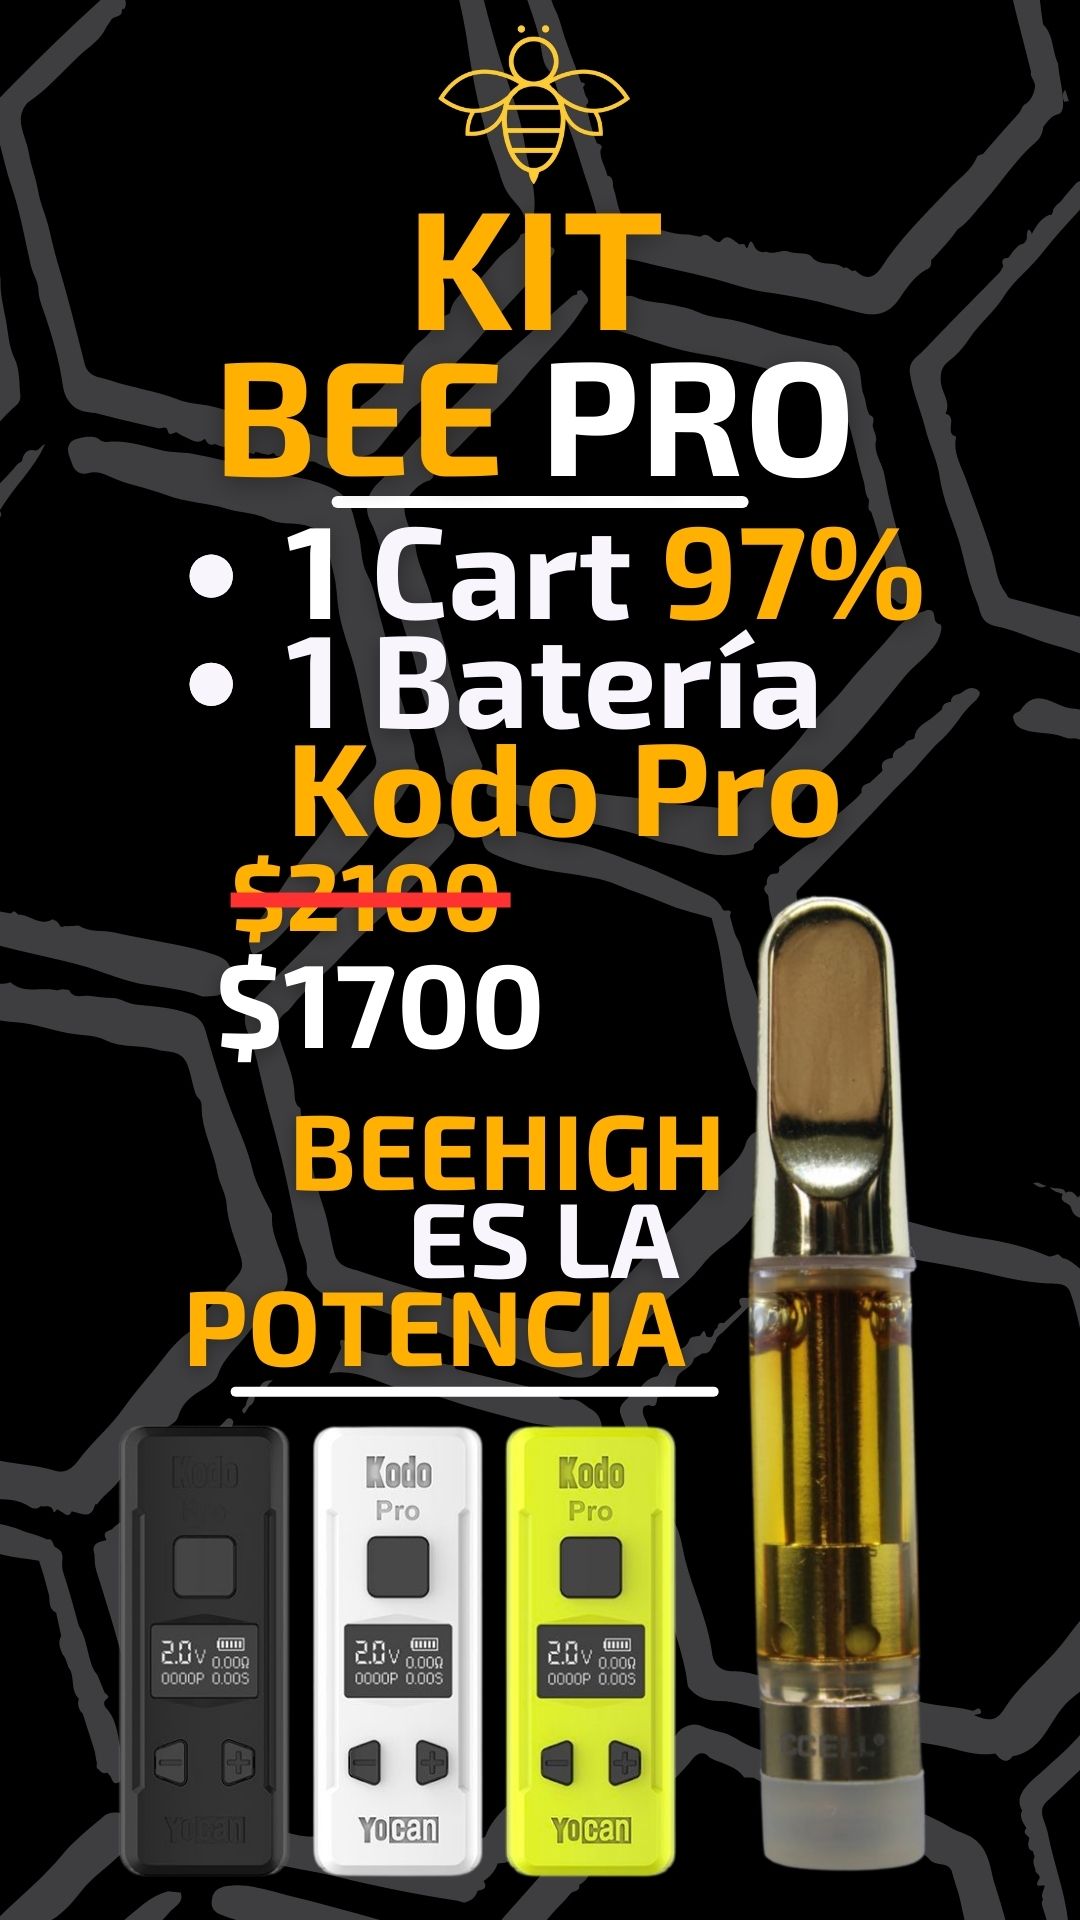 KIT
BEE PRO
• 1 Cart 97%
• 1 Batería
Kodo Pro
$2100
$1700
BEEHIGH
ES LA
POTENCIA
Kodo
Pro
2.0V
0.00Ω
0000P 0.00S
Yocan
Kodo
Pro
2.0V
0.00Ω
0000P 0.00S
Yocan
Kodo
Pro
2.0V
0.00Ω
0000P 0.00S
Yocan
CCELL®